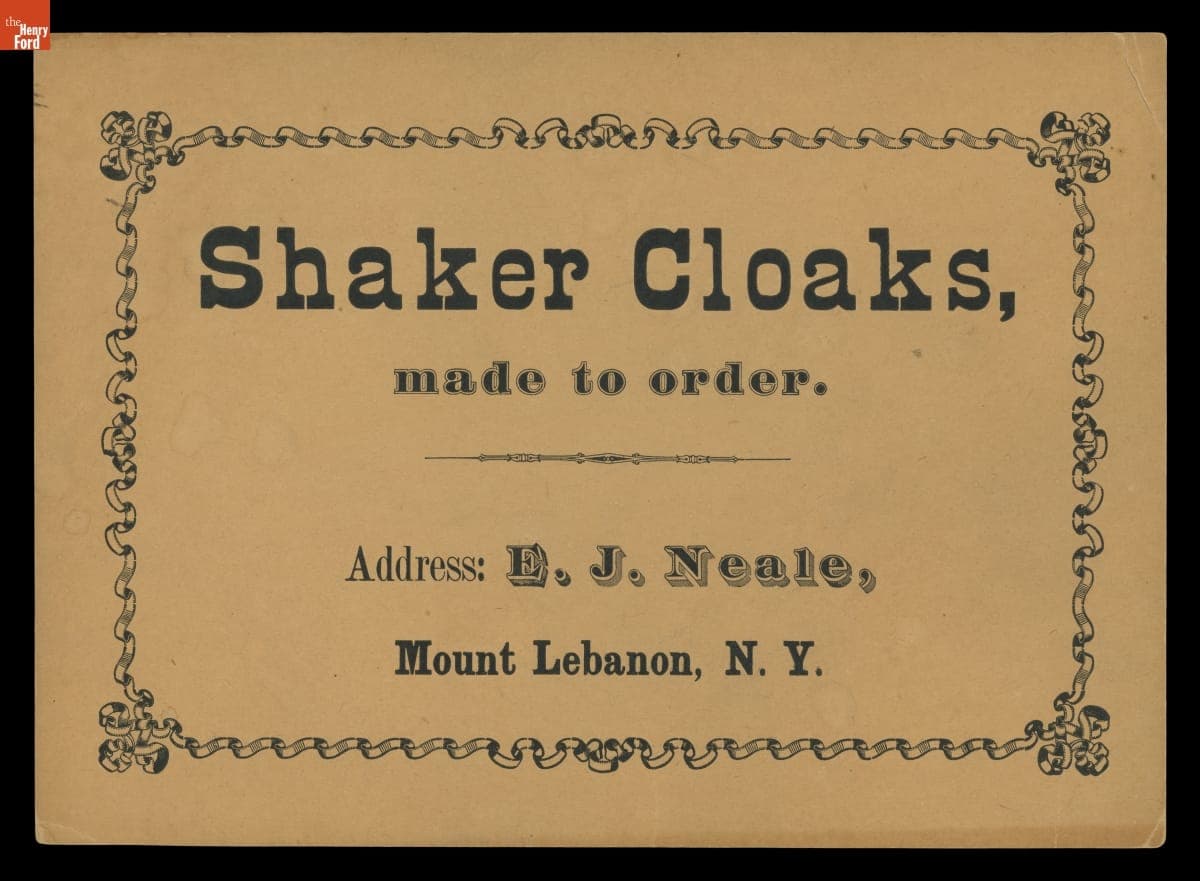 the
Henry
Ford
Shaker Cloaks,
made to order.
Address: E. J. Neale,
Mount Lebanon, N. Y.